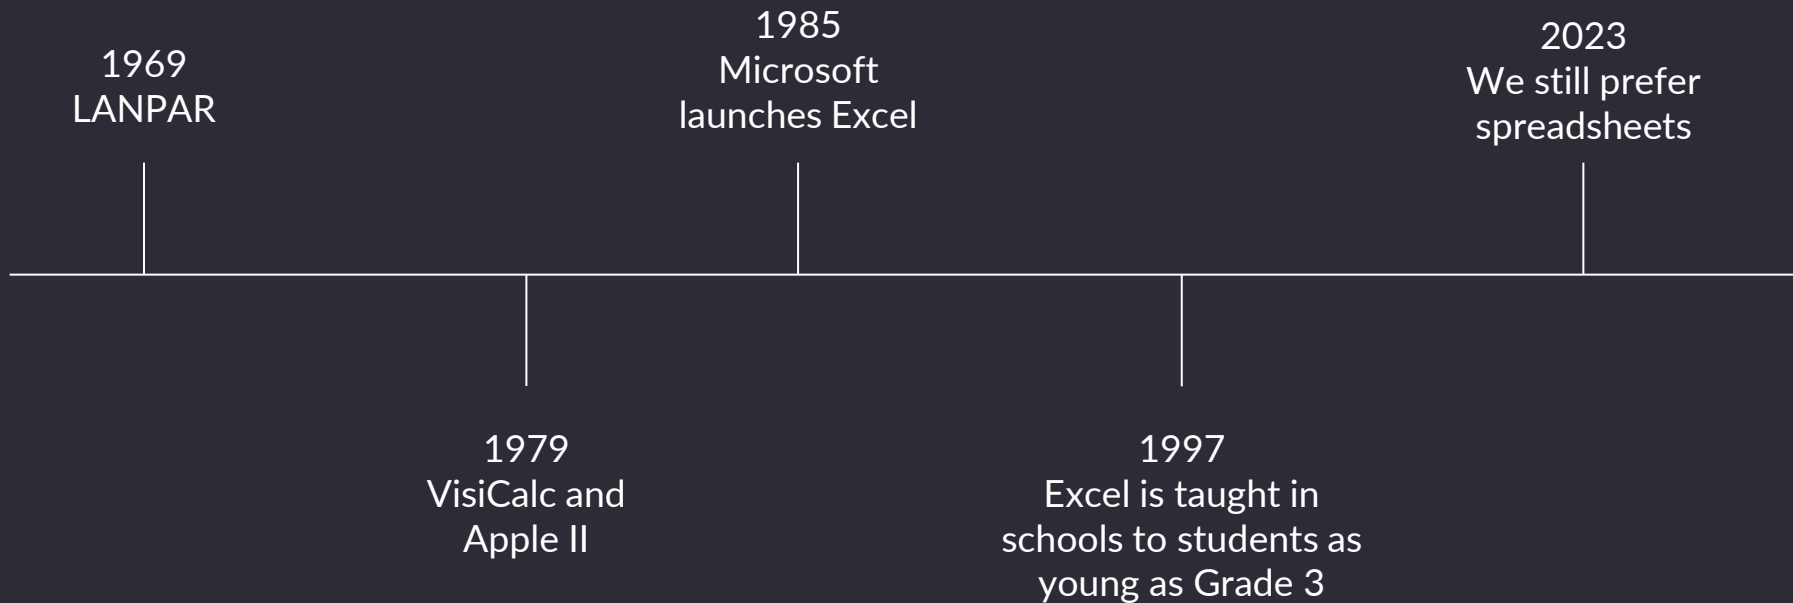 1969
LANPAR
1979
VisiCalc and
Apple II
1985
Microsoft
launches Excel
1997
Excel is taught in
schools to students as
young as Grade 3
2023
We still prefer
spreadsheets